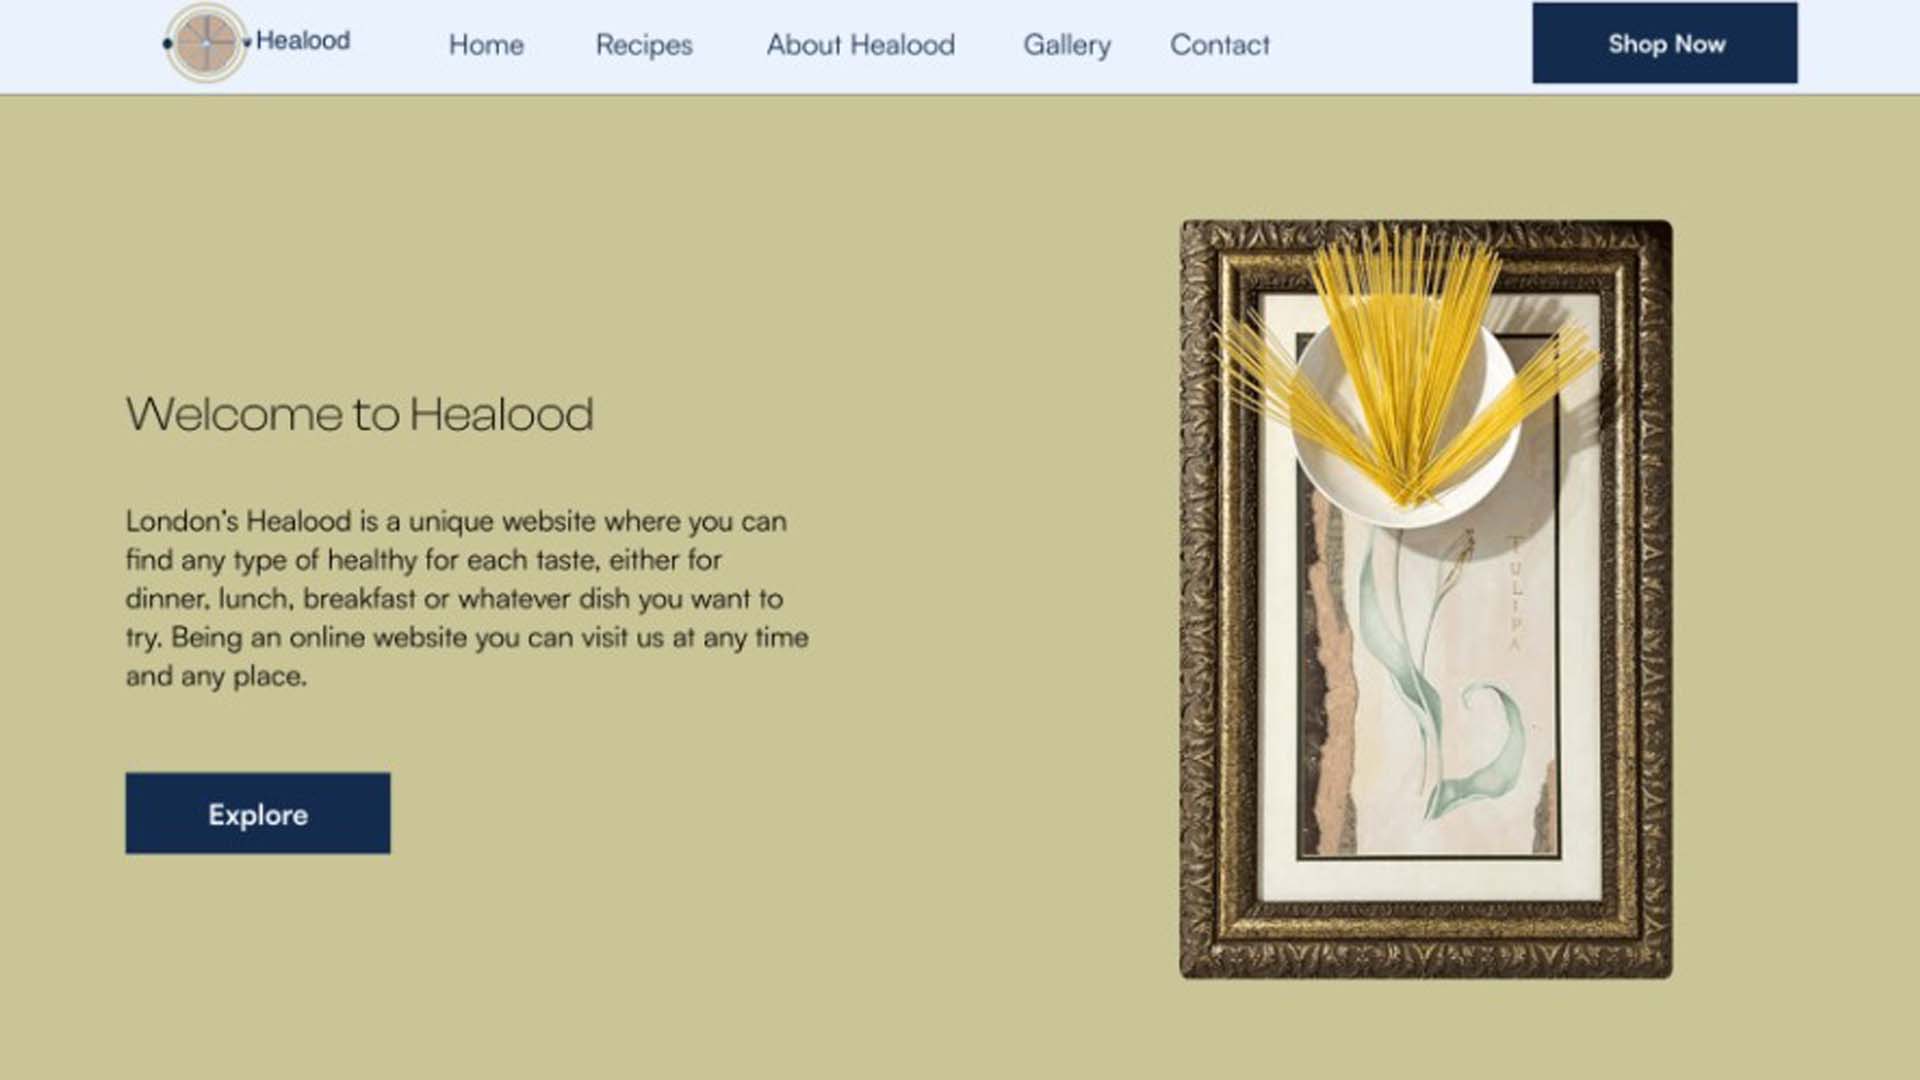 Healood
Home
Recipes
About Healood
Gallery
Contact
Shop Now
Welcome to Healood
London's Healood is a unique website where you can
find any type of healthy for each taste, either for
dinner, lunch, breakfast or whatever dish you want to
try. Being an online website you can visit us at any time
and any place.
Explore
TULIPA